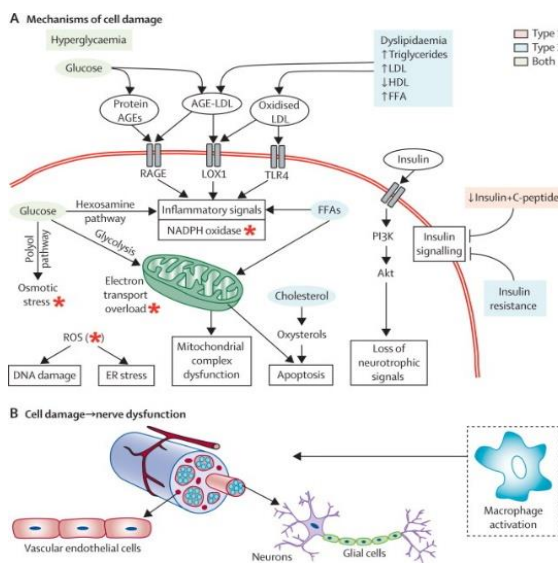 A Mechanisms of cell damage
Hyperglycaemia
Glucose
Dyslipidaemia
↑Triglycerides
↑LDL
↓HDL
↑FFA
Type
Type
Both
Protein
AGEs
AGE-LDL
Oxidised
LDL
RAGE
LOX1
TLR4
Insulin
Glucose
Hexosamine
pathway
Inflammatory signals
NADPH oxidase *
FFAs
PI3K
Akt
Insulin
signalling
↓Insulin+C-peptide
Insulin
resistance
Polyol
pathway
Glycolysis
Osmotic
stress *
Electron
transport
overload *
Cholesterol
Oxysterols
ROS (*)
DNA damage
ER stress
Mitochondrial
complex
dysfunction
Apoptosis
Loss of
neurotrophic
signals
B Cell damage→nerve dysfunction
Vascular endothelial cells
Neurons
Glial cells
Macrophage
activation